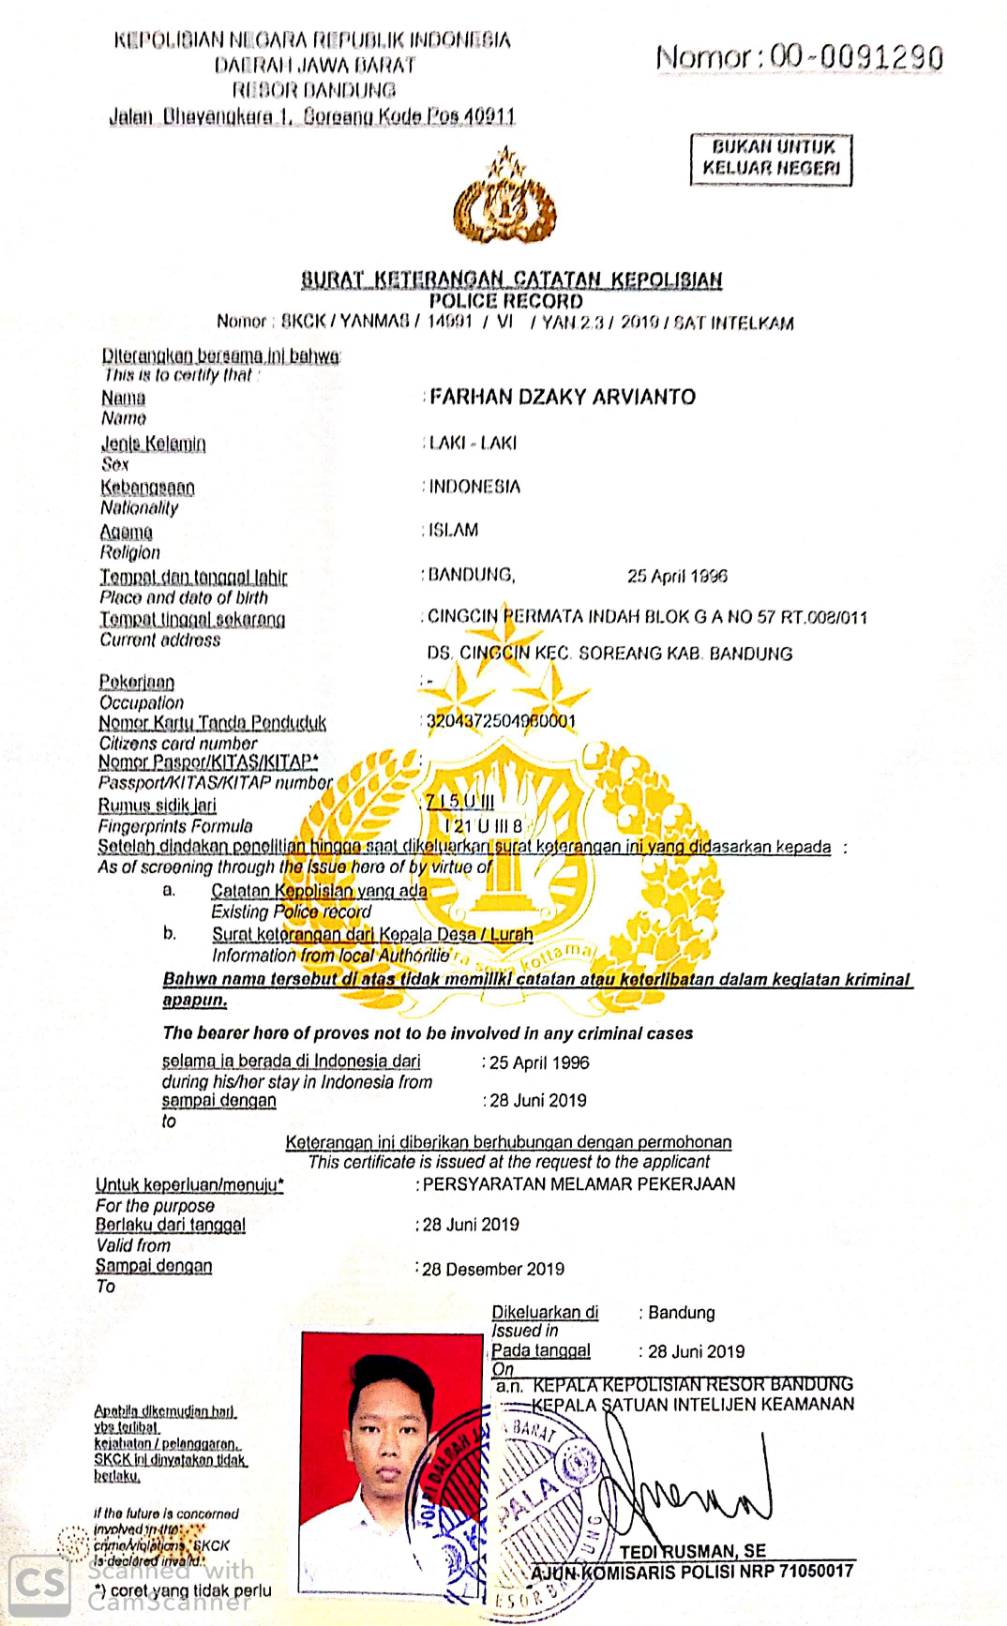 KEPOLISIAN NEGARA REPUBLIK INDONESIA
DAERAH JAWA BARAT
RESOR BANDUNG
Jalan Bhayangkara 1, Soreang Kode Pos 40911
Nomor : 00-0091290
BUKAN UNTUK
KELUAR NEGERI
SURAT KETERANGAN CATATAN KEPOLISIAN
POLICE RECORD
Nomor : SKCK / YANMAS / 14991 / VI / YAN 2.3 / 2019 / SAT INTELKAM
Diterangkan bersama ini bahwa
This is to certify that :
Nama : FARHAN DZAKY ARVIANTO
Name
Jenis Kelamin : LAKI - LAKI
Sex
Kebangsaan : INDONESIA
Nationality
Agama : ISLAM
Religion
Tempat dan tanggal lahir : BANDUNG, 25 April 1996
Place and date of birth
Tempat tinggal sekarang : CINGCIN PERMATA INDAH BLOK G A NO 57 RT.008/011
Current address
DS. CINGCIN KEC. SOREANG KAB. BANDUNG
Pekerjaan : -
Occupation
Nomor Kartu Tanda Penduduk : 3204372504960001
Citizens card number
Nomor Paspor/KITAS/KITAP* :
Passport/KITAS/KITAP number
Rumus sidik jari : 7 I 5 U III
Fingerprints Formula I 21 U III 8
Setelah diadakan penelitian hingga saat dikeluarkan surat keterangan ini yang didasarkan kepada :
As of screening through the issue here of by virtue of
a. Catatan Kepolisian yang ada
Existing Police record
b. Surat keterangan dari Kepala Desa / Lurah
Information from local Authoritie
Bahwa nama tersebut di atas tidak memiliki catatan atau keterlibatan dalam kegiatan kriminal
apapun.
The bearer here of proves not to be involved in any criminal cases
selama ia berada di Indonesia dari : 25 April 1996
during his/her stay in Indonesia from
sampai dengan : 28 Juni 2019
to
Keterangan ini diberikan berhubungan dengan permohonan
This certificate is issued at the request to the applicant
Untuk keperluan/menuju* : PERSYARATAN MELAMAR PEKERJAAN
For the purpose
Berlaku dari tanggal : 28 Juni 2019
Valid from
Sampai dengan : 28 Desember 2019
To
Dikeluarkan di : Bandung
Issued in
Pada tanggal : 28 Juni 2019
On
a.n. KEPALA KEPOLISIAN RESOR BANDUNG
KEPALA SATUAN INTELIJEN KEAMANAN
Apabila dikemudian hari
ybs terlibat
kejahatan / pelanggaran,
SKCK ini dinyatakan tidak
berlaku.
if the future is concerned
involved in the
crime/violations, SKCK
is declared invalid.
*) coret yang tidak perlu
POLRI DAERAH JAWA BARAT
KEPALA
RESOR BANDUNG
TEDI RUSMAN, SE
AJUN KOMISARIS POLISI NRP 71050017
CS Scanned with
CamScanner